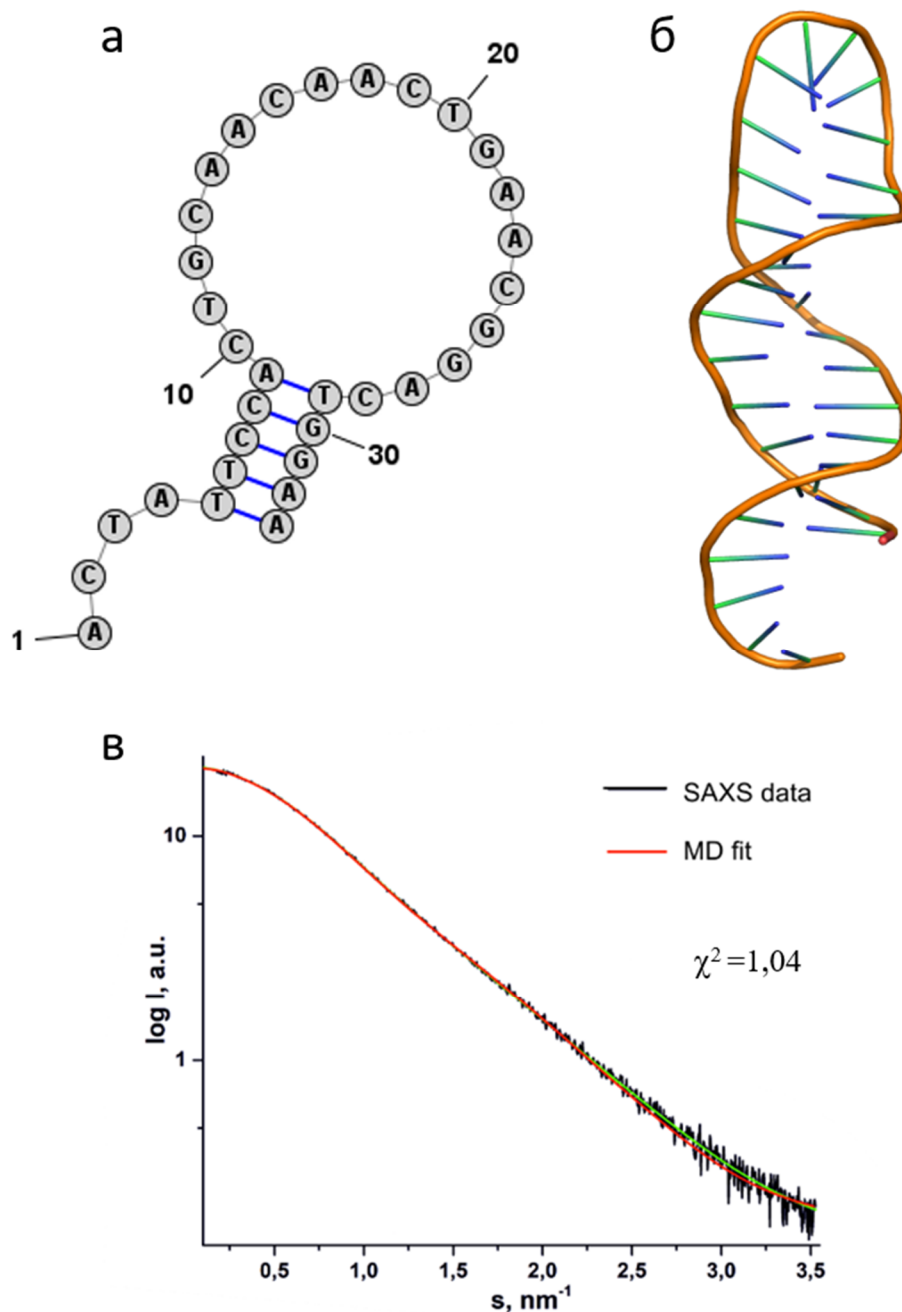 а
б
1
10
20
30
A
C
T
A
T
T
C
C
A
C
T
G
C
A
A
C
A
A
C
T
G
A
A
C
G
G
A
C
T
G
G
A
A
в
SAXS data
MD fit
χ² =1,04
log I, a.u.
10
1
0,5 1,0 1,5 2,0 2,5 3,0 3,5
s, nm⁻¹